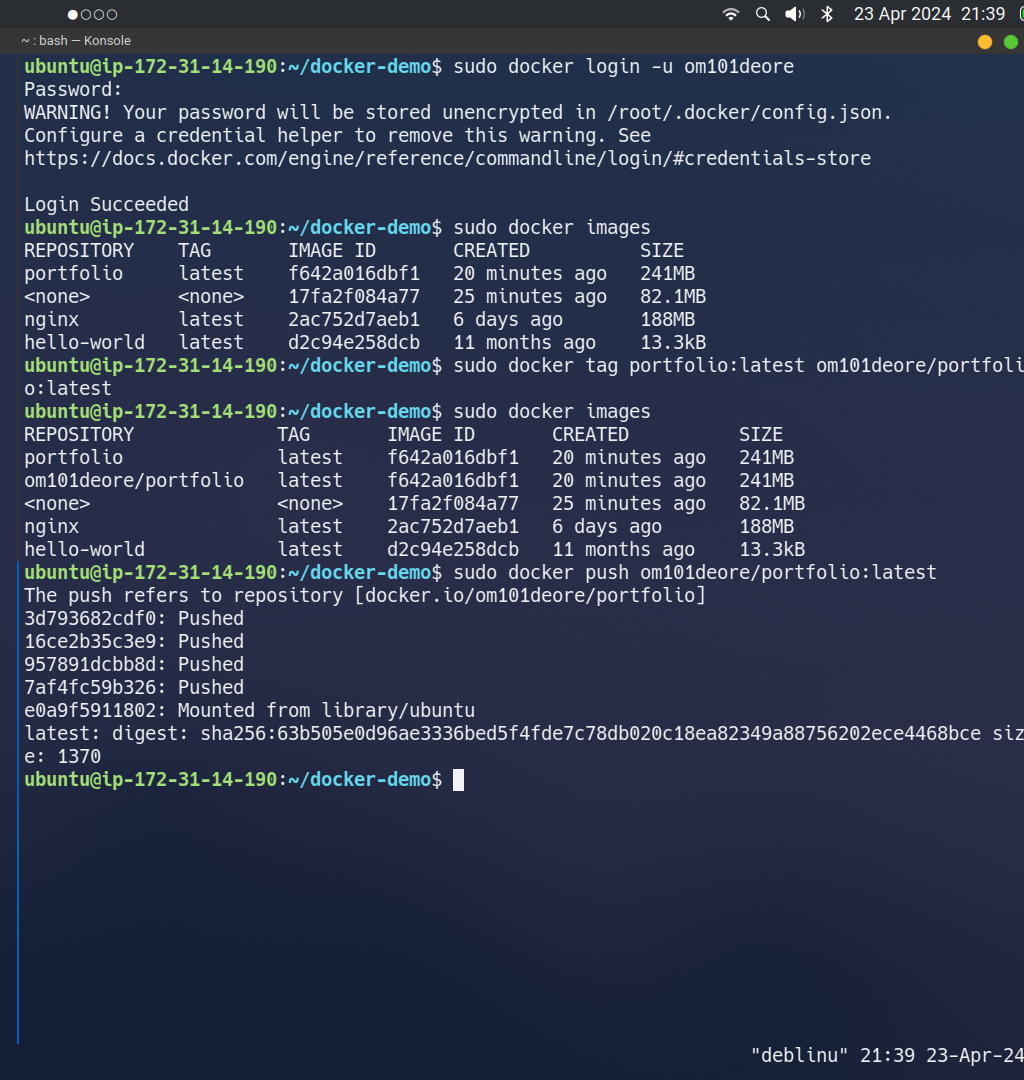 23 Apr 2024 21:39
~ : bash — Konsole
ubuntu@ip-172-31-14-190:~/docker-demo$ sudo docker login -u om101deore
Password:
WARNING! Your password will be stored unencrypted in /root/.docker/config.json.
Configure a credential helper to remove this warning. See
https://docs.docker.com/engine/reference/commandline/login/#credentials-store

Login Succeeded
ubuntu@ip-172-31-14-190:~/docker-demo$ sudo docker images
REPOSITORY    TAG       IMAGE ID       CREATED          SIZE
portfolio     latest    f642a016dbf1   20 minutes ago   241MB
<none>        <none>    17fa2f084a77   25 minutes ago   82.1MB
nginx         latest    2ac752d7aeb1   6 days ago       188MB
hello-world   latest    d2c94e258dcb   11 months ago    13.3kB
ubuntu@ip-172-31-14-190:~/docker-demo$ sudo docker tag portfolio:latest om101deore/portfoli
o:latest
ubuntu@ip-172-31-14-190:~/docker-demo$ sudo docker images
REPOSITORY             TAG       IMAGE ID       CREATED          SIZE
portfolio              latest    f642a016dbf1   20 minutes ago   241MB
om101deore/portfolio   latest    f642a016dbf1   20 minutes ago   241MB
<none>                 <none>    17fa2f084a77   25 minutes ago   82.1MB
nginx                  latest    2ac752d7aeb1   6 days ago       188MB
hello-world            latest    d2c94e258dcb   11 months ago    13.3kB
ubuntu@ip-172-31-14-190:~/docker-demo$ sudo docker push om101deore/portfolio:latest
The push refers to repository [docker.io/om101deore/portfolio]
3d793682cdf0: Pushed
16ce2b35c3e9: Pushed
957891dcbb8d: Pushed
7af4fc59b326: Pushed
e0a9f5911802: Mounted from library/ubuntu
latest: digest: sha256:63b505e0d96ae3336bed5f4fde7c78db020c18ea82349a88756202ece4468bce siz
e: 1370
ubuntu@ip-172-31-14-190:~/docker-demo$
"deblinu" 21:39 23-Apr-24